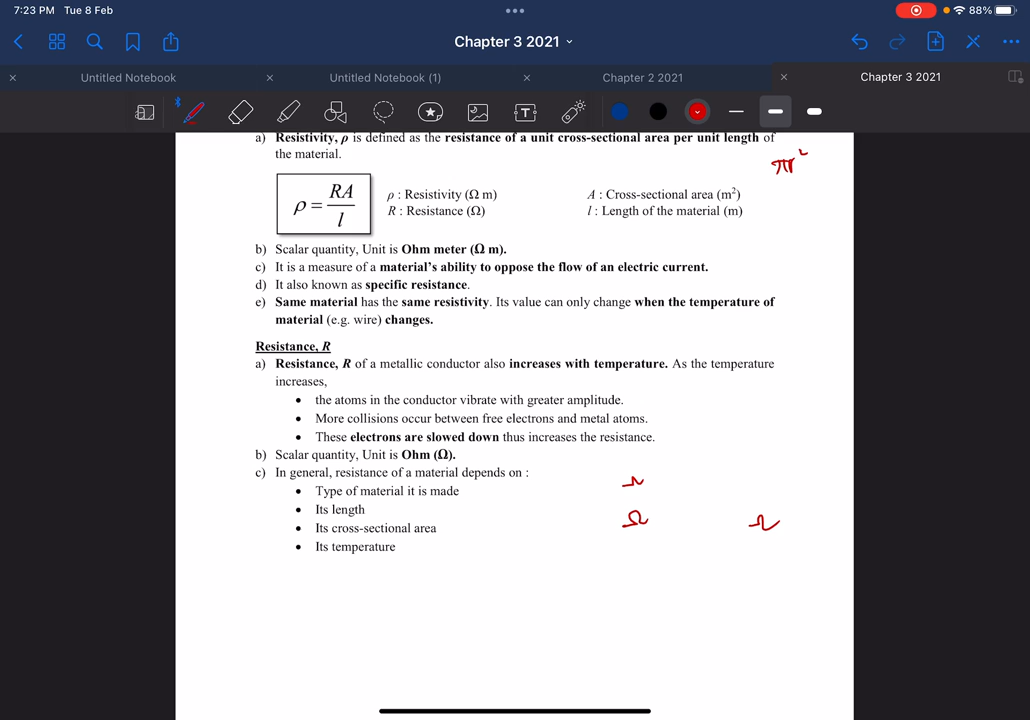 7:23 PM Tue 8 Feb
88%
Chapter 3 2021
Untitled Notebook
Untitled Notebook (1)
Chapter 2 2021
Chapter 3 2021
a) Resistivity, ρ is defined as the resistance of a unit cross-sectional area per unit length of
the material.
πr²
ρ = RA / l
ρ : Resistivity (Ω m)
A : Cross-sectional area (m²)
R : Resistance (Ω)
l : Length of the material (m)
b) Scalar quantity, Unit is Ohm meter (Ω m).
c) It is a measure of a material's ability to oppose the flow of an electric current.
d) It also known as specific resistance.
e) Same material has the same resistivity. Its value can only change when the temperature of
material (e.g. wire) changes.
Resistance, R
a) Resistance, R of a metallic conductor also increases with temperature. As the temperature
increases,
• the atoms in the conductor vibrate with greater amplitude.
• More collisions occur between free electrons and metal atoms.
• These electrons are slowed down thus increases the resistance.
b) Scalar quantity, Unit is Ohm (Ω).
c) In general, resistance of a material depends on :
• Type of material it is made
• Its length
• Its cross-sectional area
• Its temperature
Ω
Ω
Ω